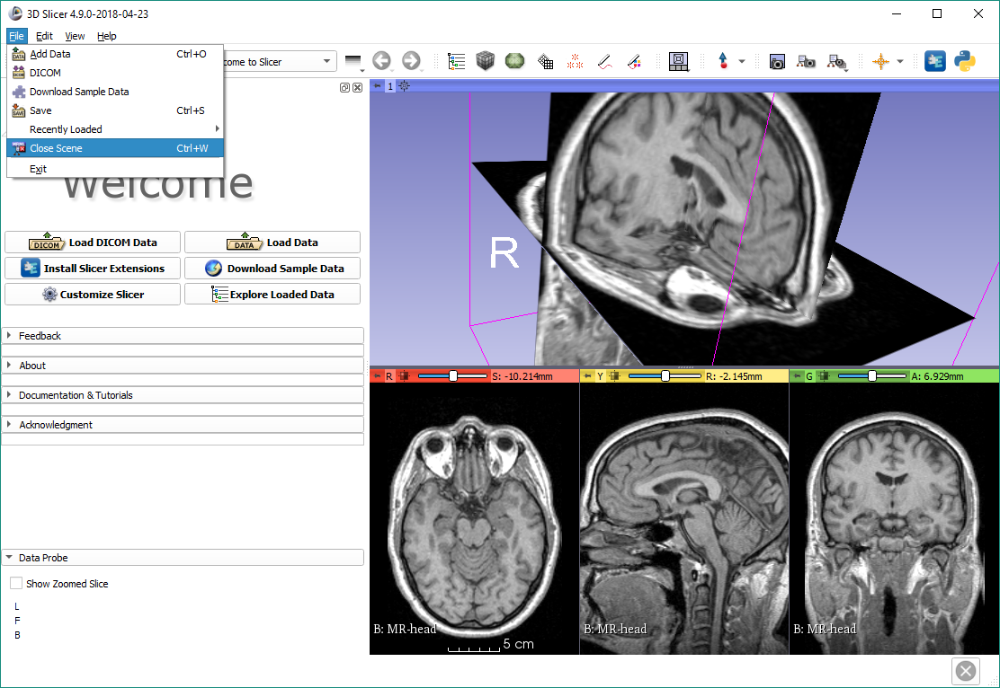 3D Slicer 4.9.0-2018-04-23
File Edit View Help
Add Data Ctrl+O
DICOM
Download Sample Data
Save Ctrl+S
Recently Loaded
Close Scene Ctrl+W
Exit
come to Slicer
1
Welcome
DICOM Load DICOM Data
DATA Load Data
Install Slicer Extensions
Download Sample Data
Customize Slicer
Explore Loaded Data
Feedback
About
Documentation & Tutorials
Acknowledgment
Data Probe
Show Zoomed Slice
L
F
B
R
R S: -10.214mm
Y R: -2.145mm
G A: 6.929mm
B: MR-head
5 cm
B: MR-head
B: MR-head